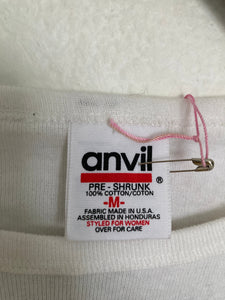 anvil
®
PRE - SHRUNK
100% COTTON/COTON
-M-
FABRIC MADE IN U.S.A.
ASSEMBLED IN HONDURAS
STYLED FOR WOMEN
OVER FOR CARE